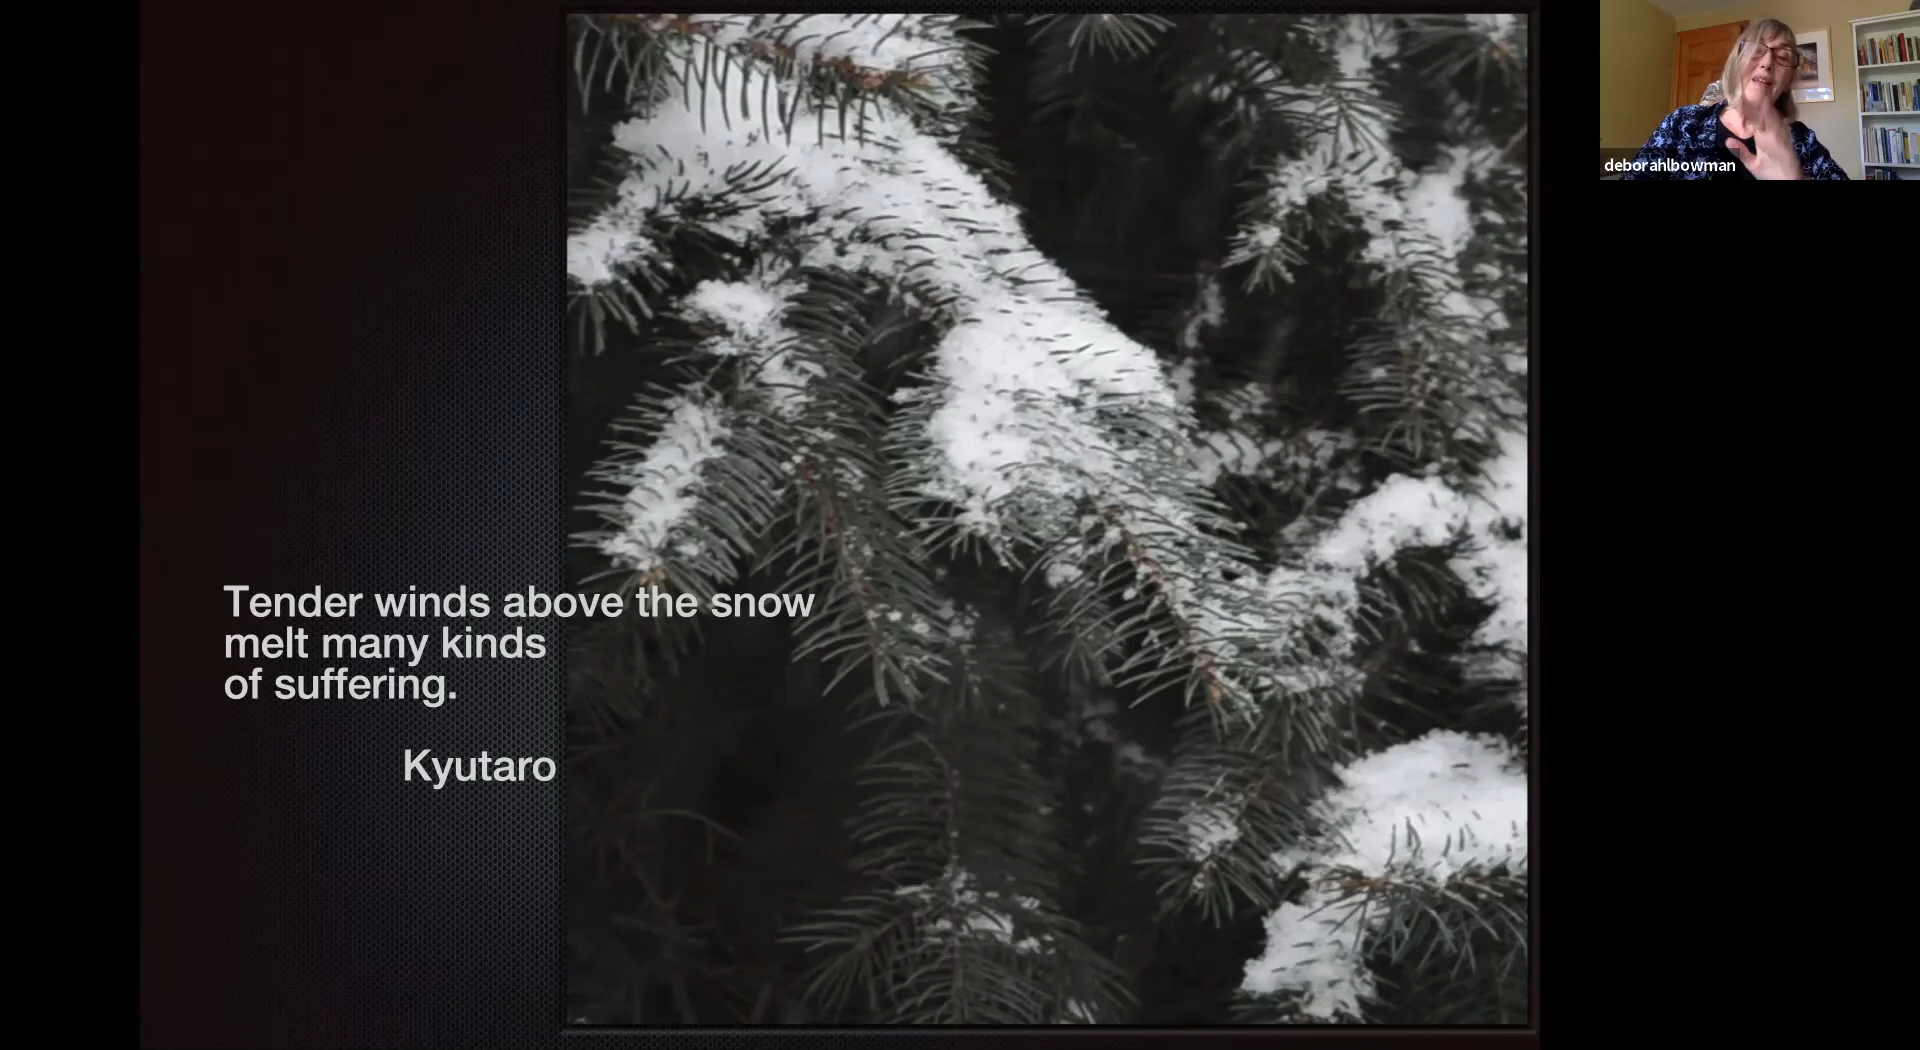 Tender winds above the snow
melt many kinds
of suffering.
Kyutaro
deborahlbowman